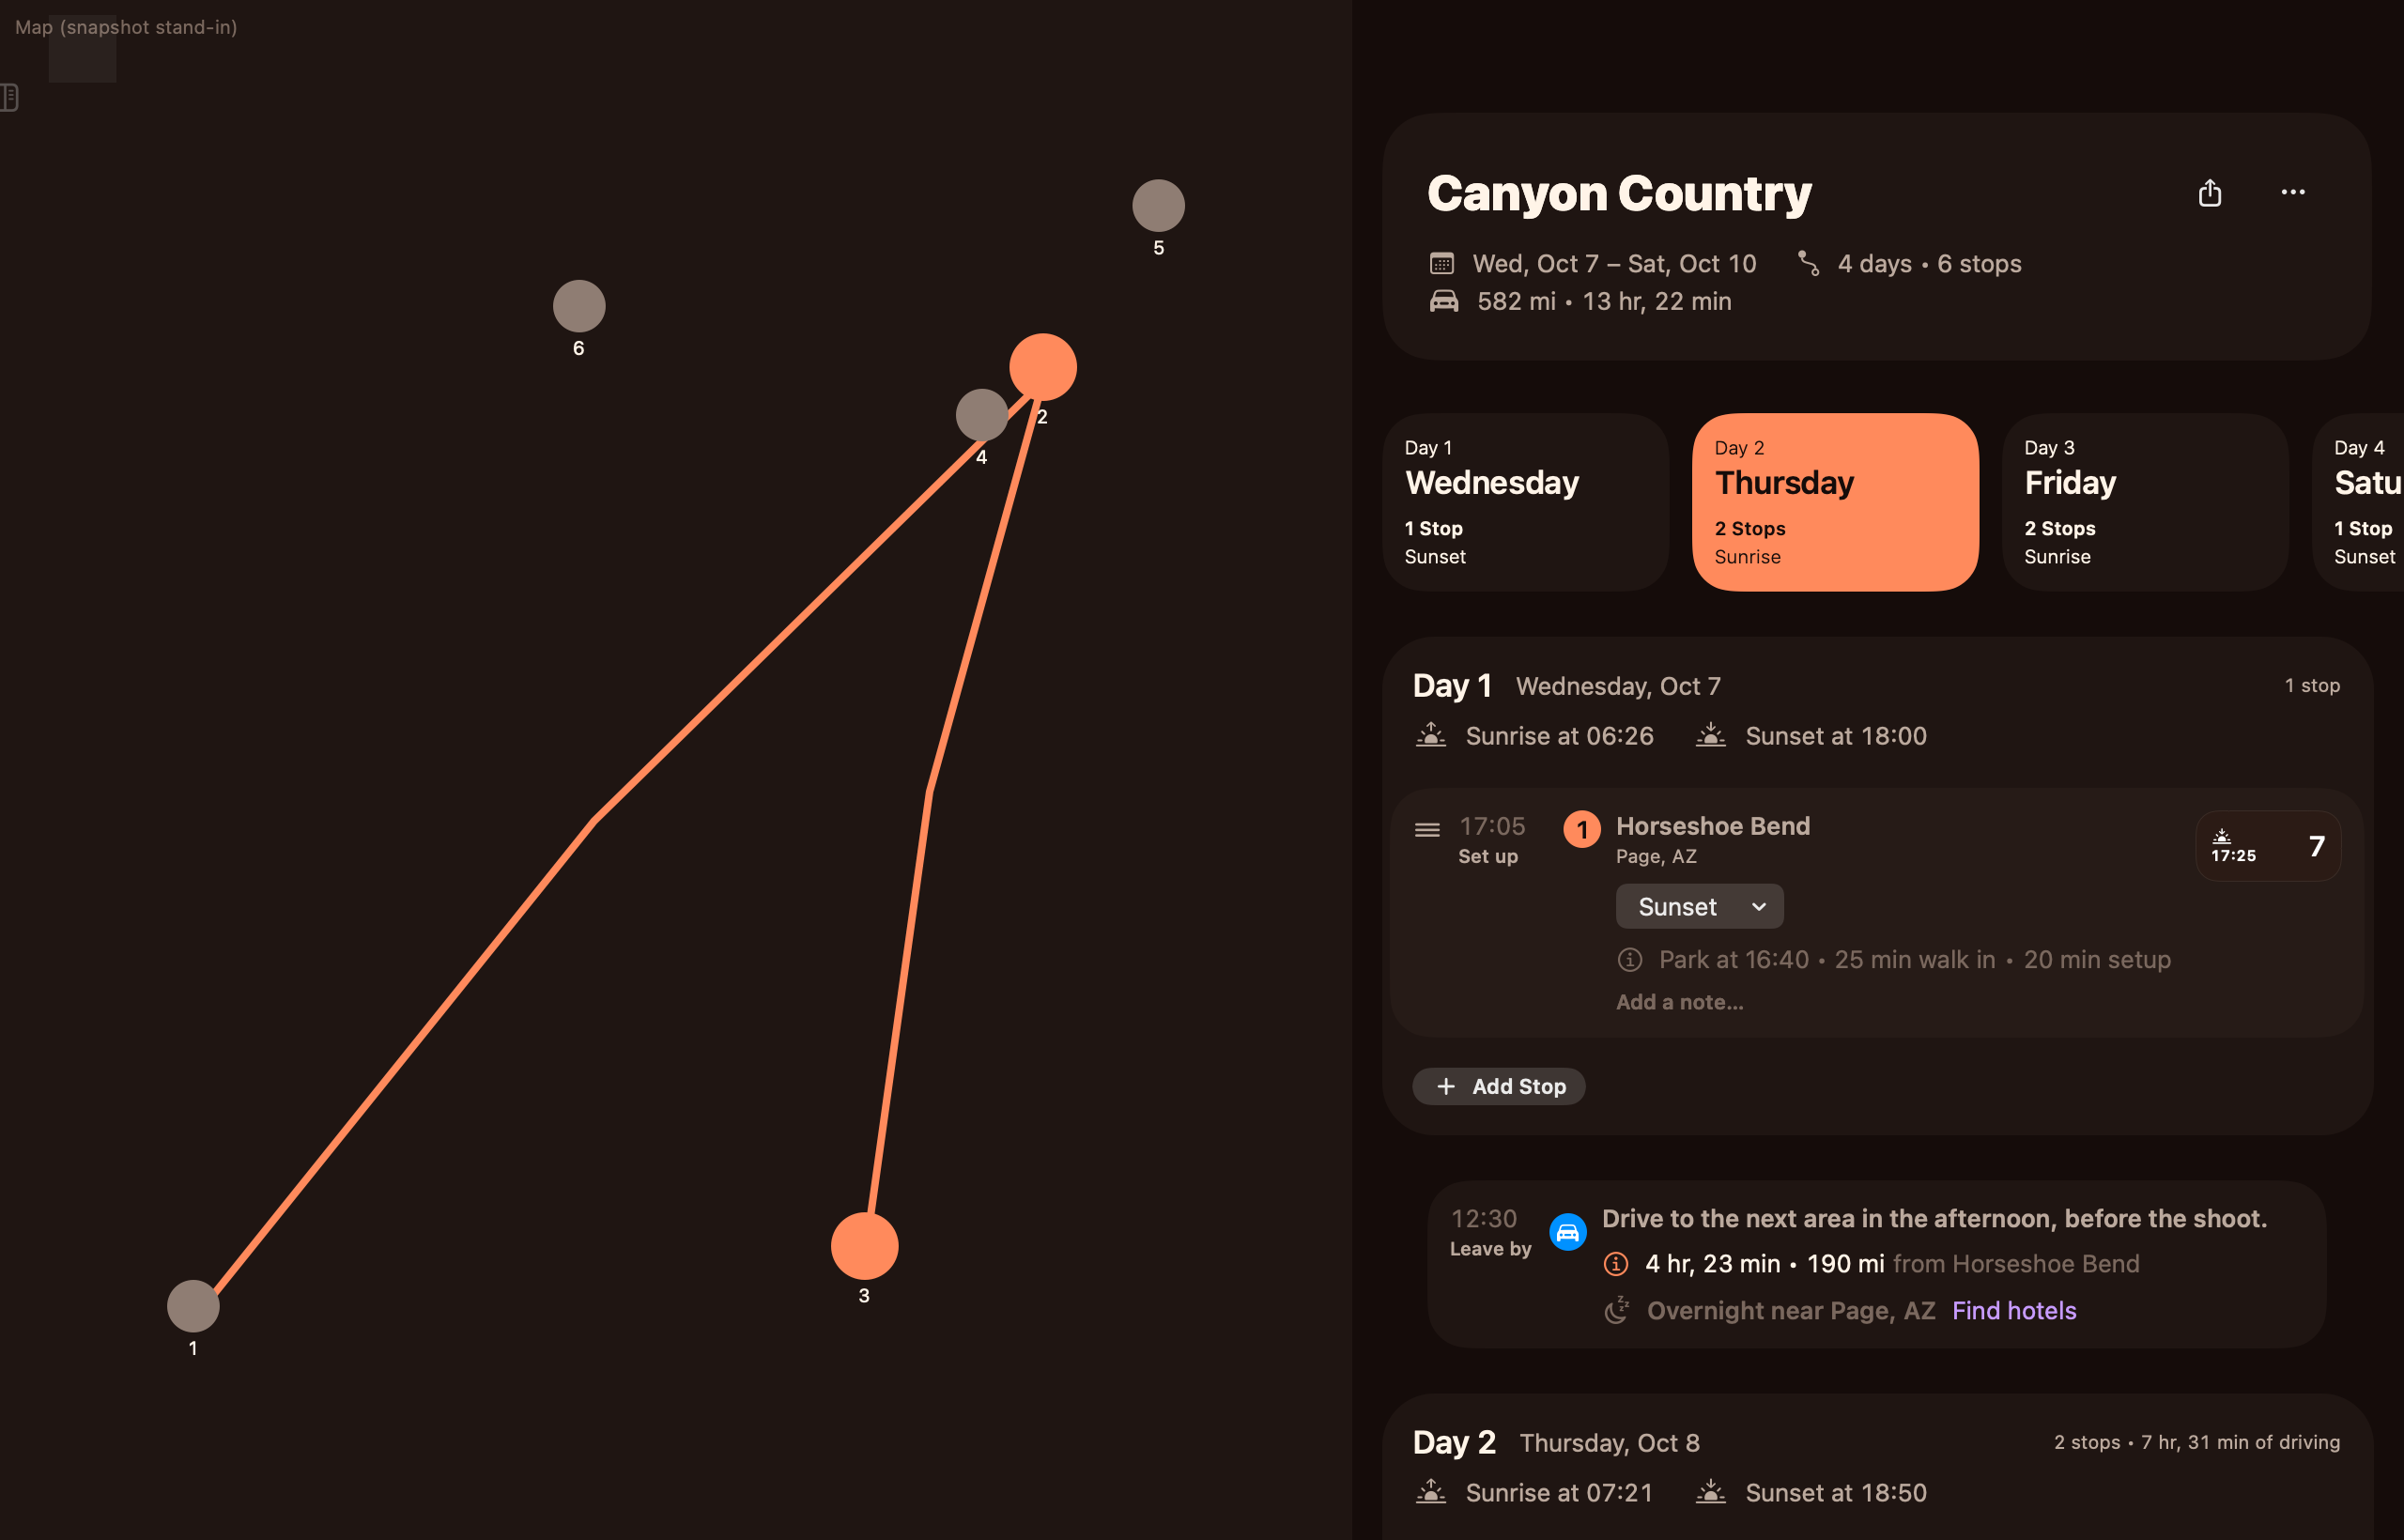 Map (snapshot stand-in)
5
6
2
4
3
1
Canyon Country
Wed, Oct 7 – Sat, Oct 10 4 days • 6 stops
582 mi • 13 hr, 22 min
Day 1
Wednesday
1 Stop
Sunset
Day 2
Thursday
2 Stops
Sunrise
Day 3
Friday
2 Stops
Sunrise
Day 4
Satu
1 Stop
Sunset
Day 1 Wednesday, Oct 7 1 stop
Sunrise at 06:26 Sunset at 18:00
17:05
Set up
1
Horseshoe Bend
Page, AZ
17:25
7
Sunset
Park at 16:40 • 25 min walk in • 20 min setup
Add a note...
+ Add Stop
12:30
Leave by
Drive to the next area in the afternoon, before the shoot.
4 hr, 23 min • 190 mi from Horseshoe Bend
Overnight near Page, AZ Find hotels
Day 2 Thursday, Oct 8 2 stops • 7 hr, 31 min of driving
Sunrise at 07:21 Sunset at 18:50